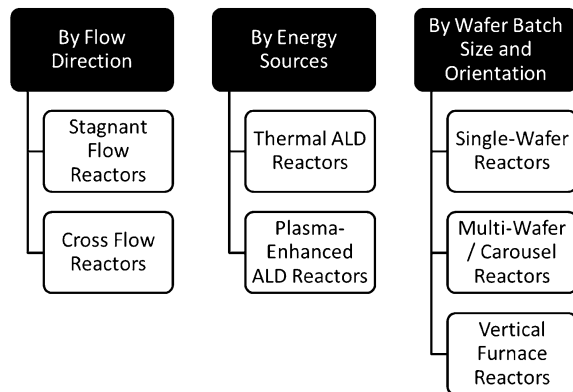 By Flow
Direction
Stagnant
Flow
Reactors
Cross Flow
Reactors
By Energy
Sources
Thermal ALD
Reactors
Plasma-
Enhanced
ALD Reactors
By Wafer Batch
Size and
Orientation
Single-Wafer
Reactors
Multi-Wafer
/ Carousel
Reactors
Vertical
Furnace
Reactors